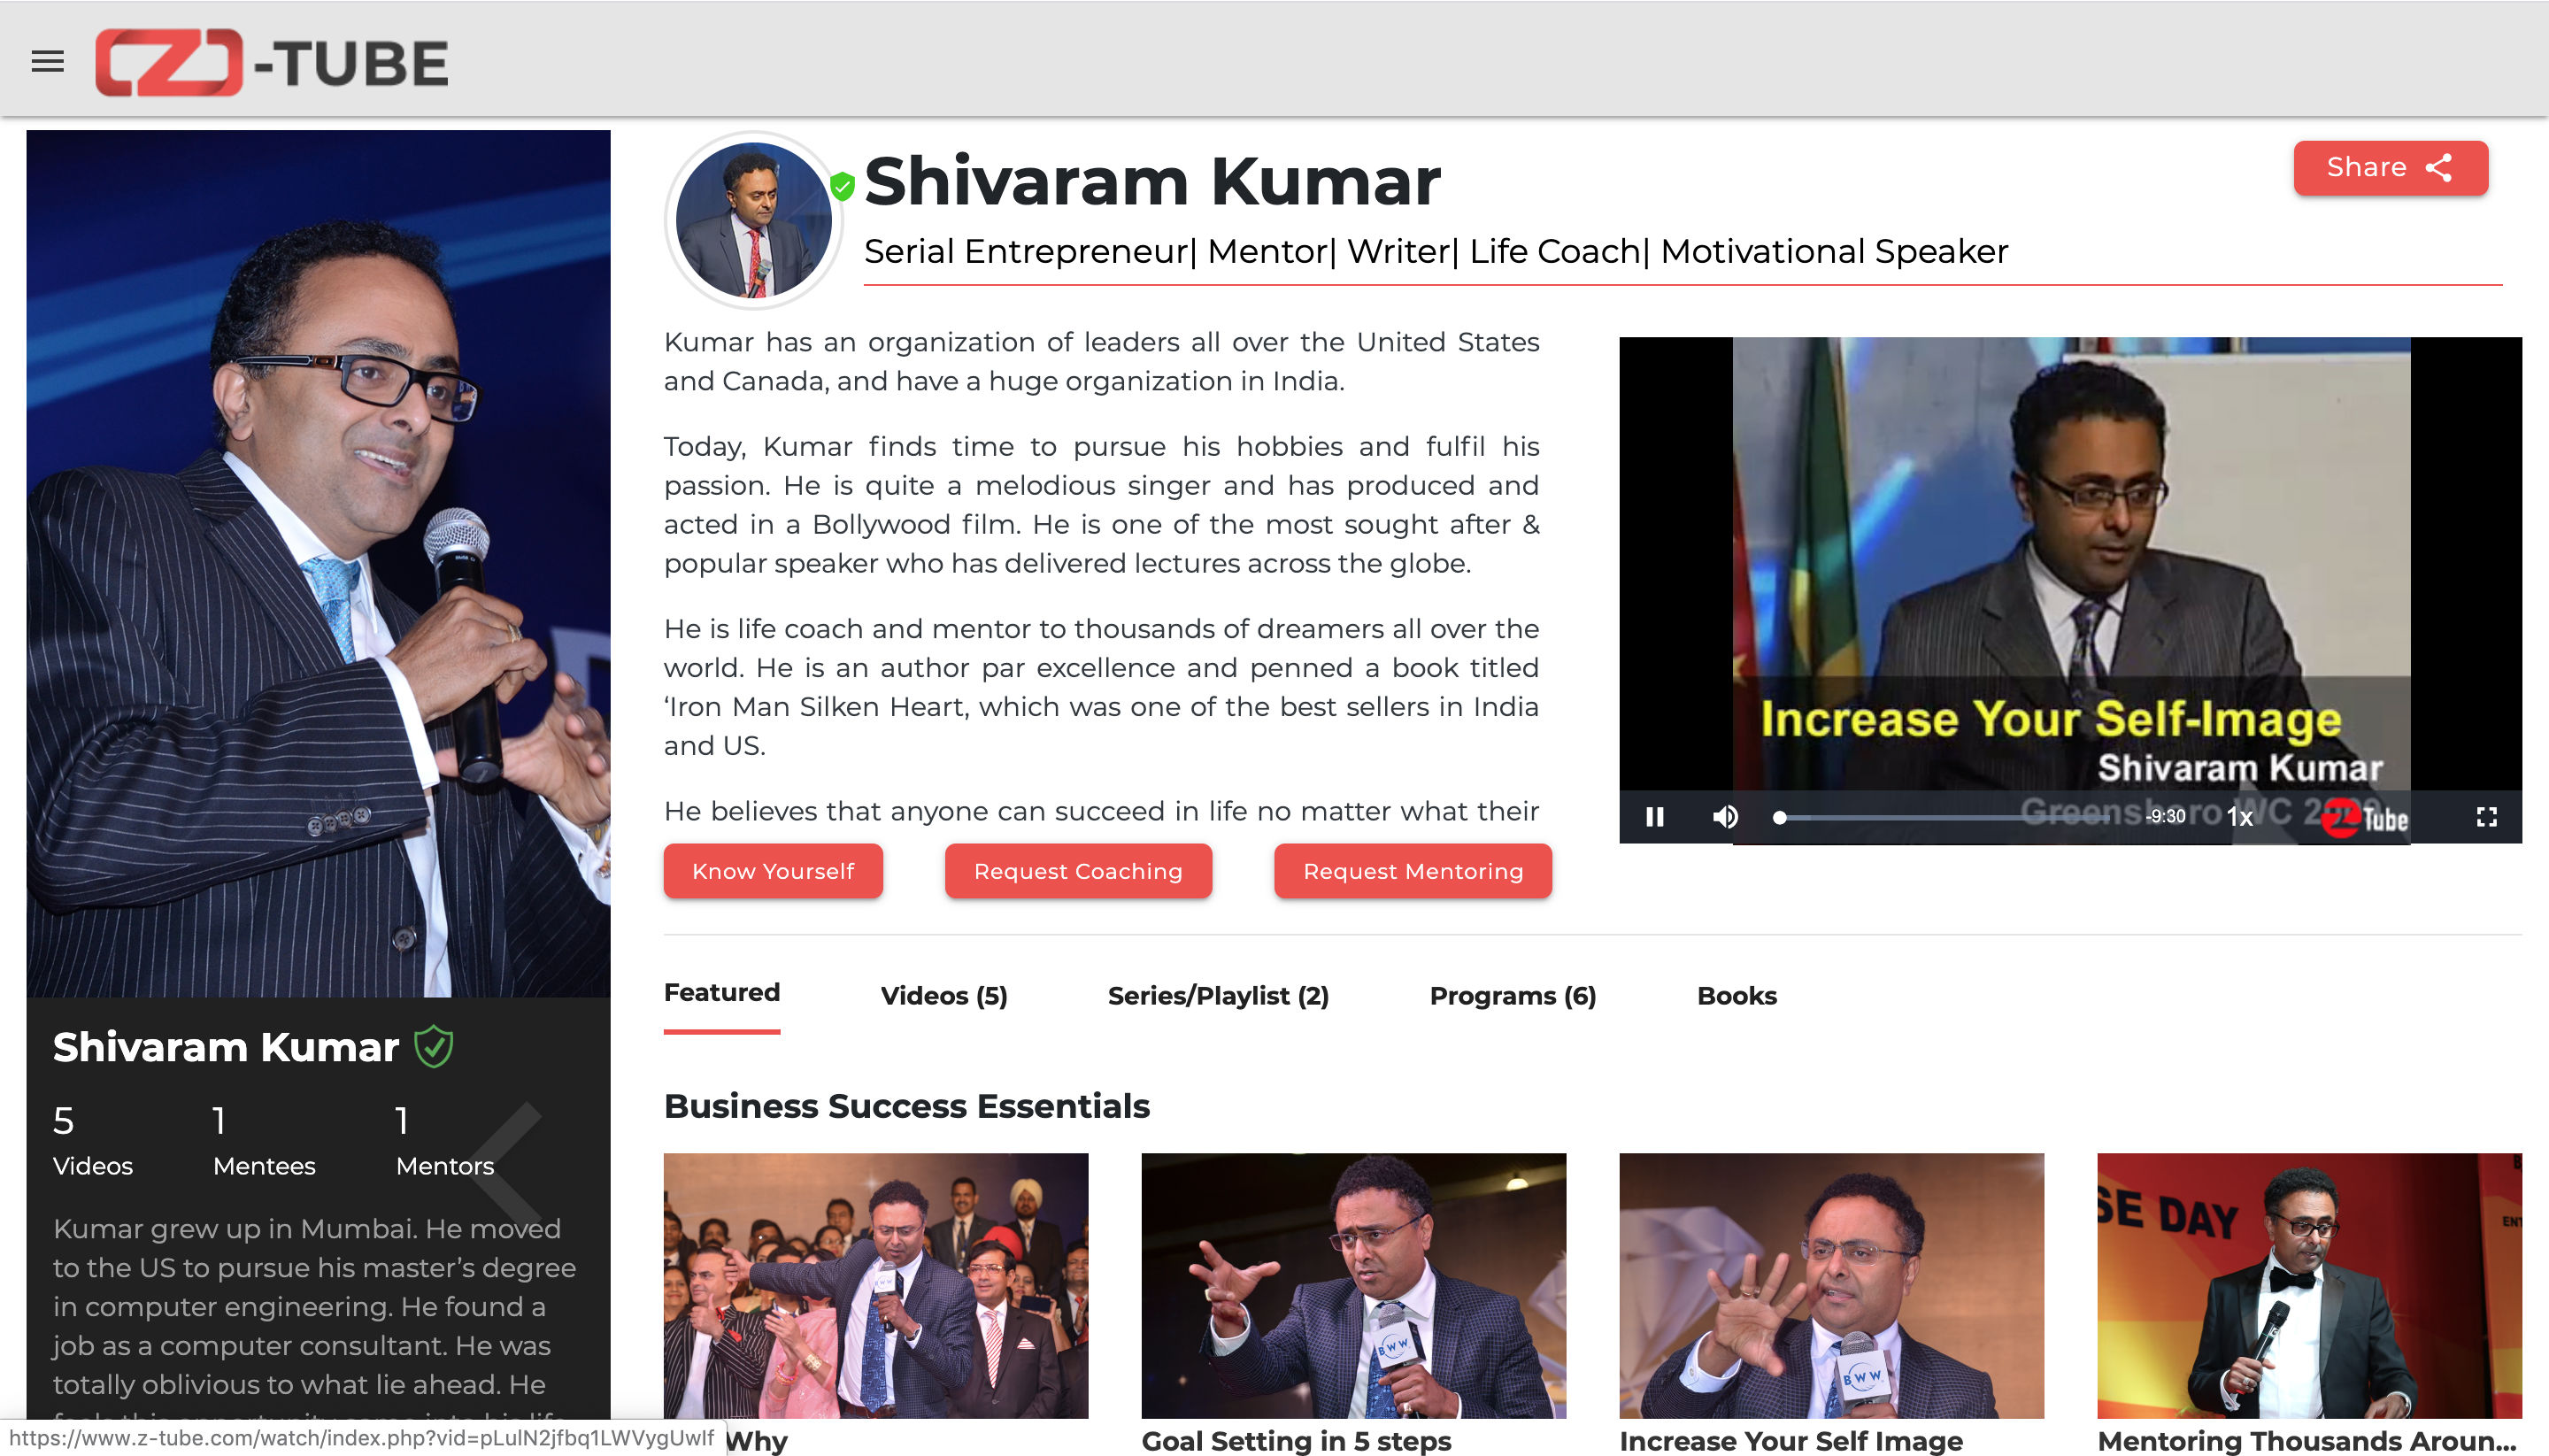 -TUBE
Shivaram Kumar
Share
Serial Entrepreneur| Mentor| Writer| Life Coach| Motivational Speaker
Kumar has an organization of leaders all over the United States
and Canada, and have a huge organization in India.
Today, Kumar finds time to pursue his hobbies and fulfil his
passion. He is quite a melodious singer and has produced and
acted in a Bollywood film. He is one of the most sought after &
popular speaker who has delivered lectures across the globe.
He is life coach and mentor to thousands of dreamers all over the
world. He is an author par excellence and penned a book titled
‘Iron Man Silken Heart, which was one of the best sellers in India
and US.
He believes that anyone can succeed in life no matter what their
Know Yourself
Request Coaching
Request Mentoring
Increase Your Self-Image
Shivaram Kumar
Greensboro WC
-9:30
1x
Tube
Featured
Videos (5)
Series/Playlist (2)
Programs (6)
Books
Shivaram Kumar
5
1
1
Videos
Mentees
Mentors
Kumar grew up in Mumbai. He moved
to the US to pursue his master’s degree
in computer engineering. He found a
job as a computer consultant. He was
totally oblivious to what lie ahead. He
Business Success Essentials
BWW
BWW
SE DAY
Why
Goal Setting in 5 steps
Increase Your Self Image
Mentoring Thousands Aroun...
https://www.z-tube.com/watch/index.php?vid=pLuIN2jfbq1LWVygUwIf